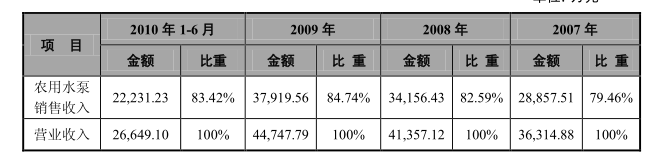 项 目 2010 年 1-6 月 2009 年 2008 年 2007 年
金额 比重 金额 比 重 金额 比 重 金额 比 重
农用水泵
销售收入 22,231.23 83.42% 37,919.56 84.74% 34,156.43 82.59% 28,857.51 79.46%
营业收入 26,649.10 100% 44,747.79 100% 41,357.12 100% 36,314.88 100%